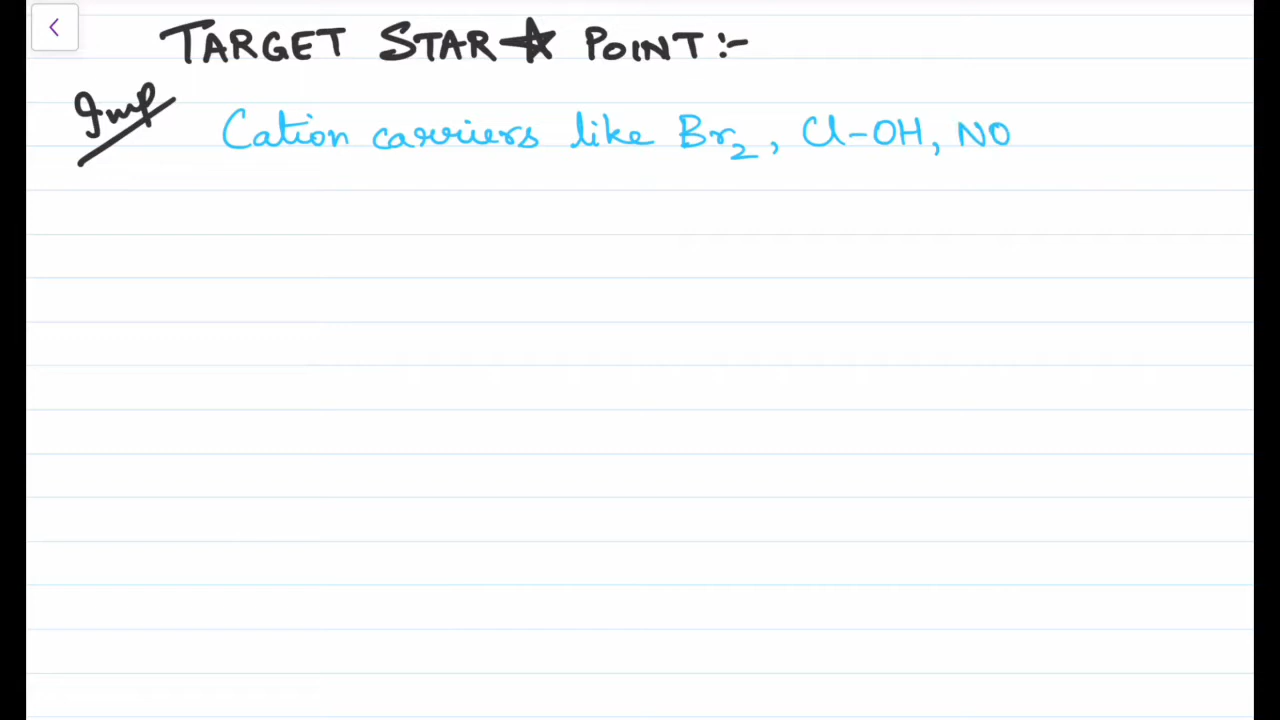 TARGET STAR★ POINT :-
Imp
Cation carriers like Br₂, Cl-OH, NO